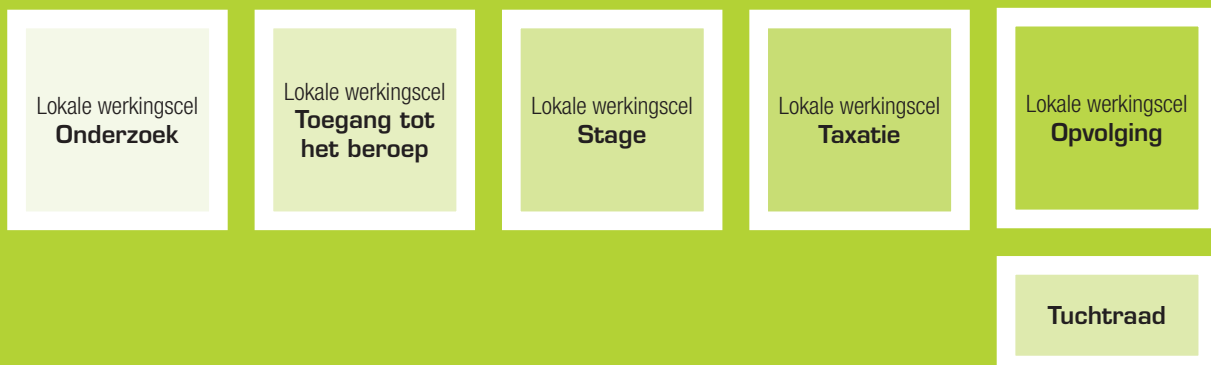 Lokale werkingscel
Onderzoek
Lokale werkingscel
Toegang tot
het beroep
Lokale werkingscel
Stage
Lokale werkingscel
Taxatie
Lokale werkingscel
Opvolging
Tuchtraad